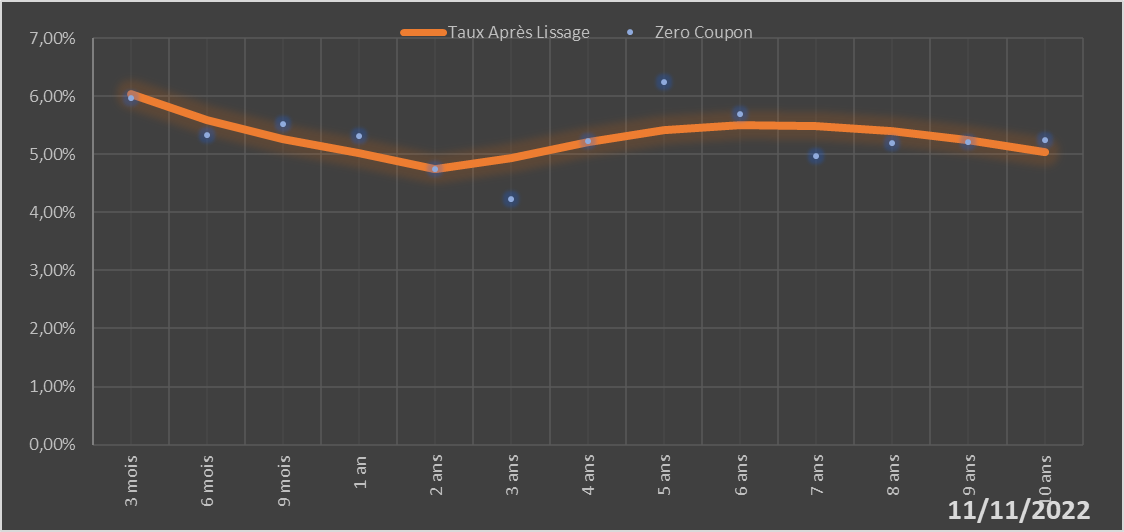 Taux Après Lissage Zero Coupon
7,00%
6,00%
5,00%
4,00%
3,00%
2,00%
1,00%
0,00%
3 mois
6 mois
9 mois
1 an
2 ans
3 ans
4 ans
5 ans
6 ans
7 ans
8 ans
9 ans
10 ans
11/11/2022